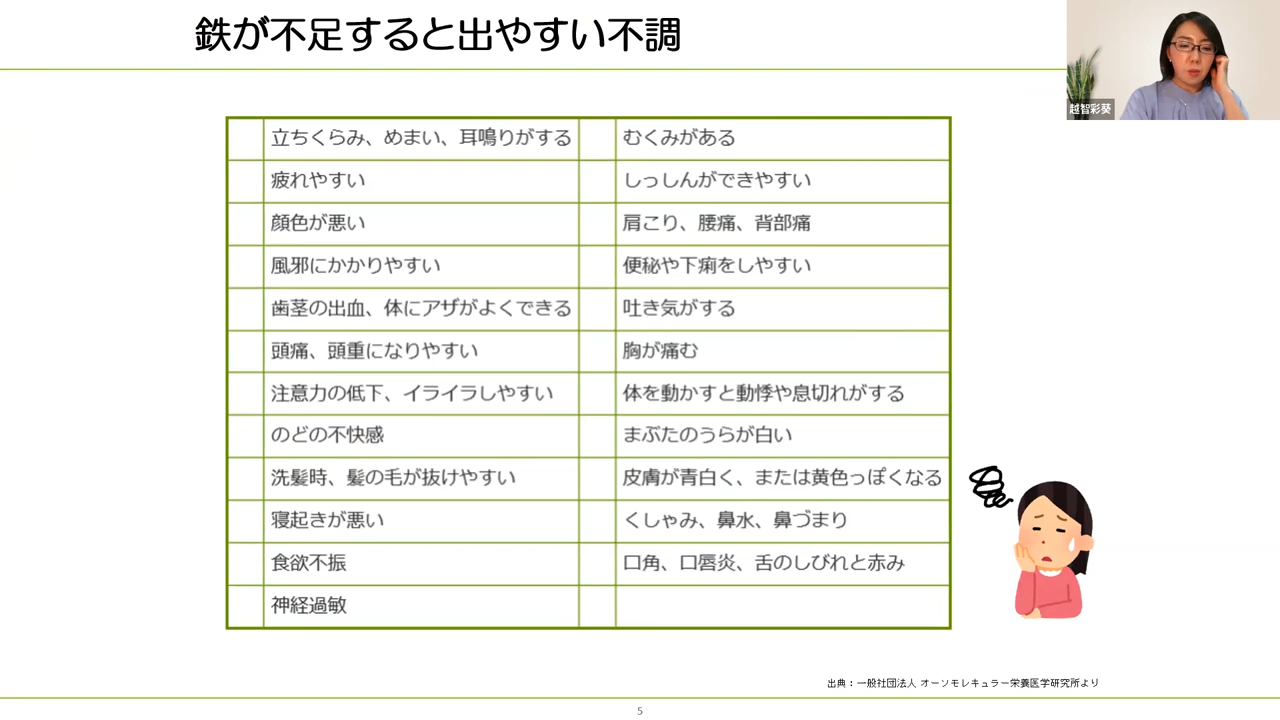 鉄が不足すると出やすい不調
越智彩葵
立ちくらみ、めまい、耳鳴りがする
むくみがある
疲れやすい
しっしんができやすい
顔色が悪い
肩こり、腰痛、背部痛
風邪にかかりやすい
便秘や下痢をしやすい
歯茎の出血、体にアザがよくできる
吐き気がする
頭痛、頭重になりやすい
胸が痛む
注意力の低下、イライラしやすい
体を動かすと動悸や息切れがする
のどの不快感
まぶたのうらが白い
洗髪時、髪の毛が抜けやすい
皮膚が青白く、または黄色っぽくなる
寝起きが悪い
くしゃみ、鼻水、鼻づまり
食欲不振
口角、口唇炎、舌のしびれと赤み
神経過敏
出典：一般社団法人 オーソモレキュラー栄養医学研究所より
5